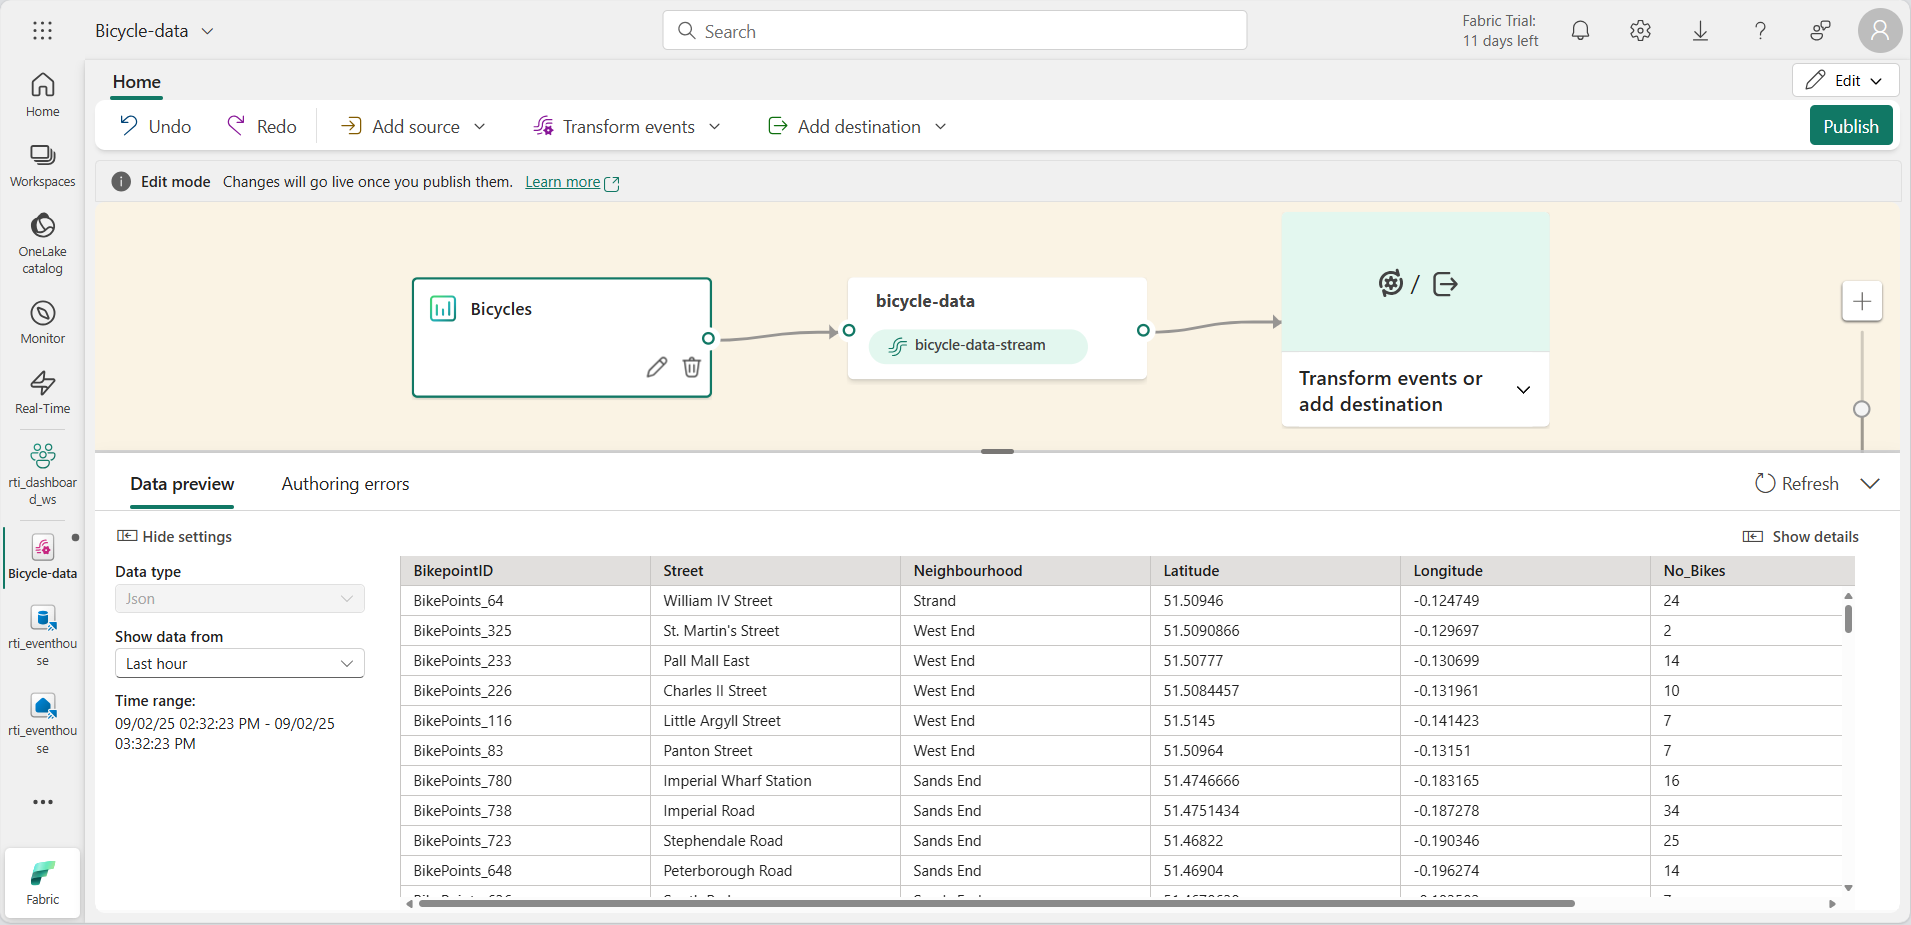 Bicycle-data
Search
Fabric Trial:
11 days left
Home
Edit
Undo
Redo
Add source
Transform events
Add destination
Publish
Edit mode Changes will go live once you publish them. Learn more
Home
Workspaces
OneLake
catalog
Monitor
Real-Time
rti_dashboar
d_ws
Bicycle-data
rti_eventhou
se
rti_eventhou
se
Fabric
Bicycles
bicycle-data
bicycle-data-stream
/
Transform events or
add destination
Data preview
Authoring errors
Refresh
Hide settings
Show details
Data type
Json
Show data from
Last hour
Time range:
09/02/25 02:32:23 PM - 09/02/25
03:32:23 PM
BikepointID Street Neighbourhood Latitude Longitude No_Bikes
BikePoints_64 William IV Street Strand 51.50946 -0.124749 24
BikePoints_325 St. Martin's Street West End 51.5090866 -0.129697 2
BikePoints_233 Pall Mall East West End 51.50777 -0.130699 14
BikePoints_226 Charles II Street West End 51.5084457 -0.131961 10
BikePoints_116 Little Argyll Street West End 51.5145 -0.141423 7
BikePoints_83 Panton Street West End 51.50964 -0.13151 7
BikePoints_780 Imperial Wharf Station Sands End 51.4746666 -0.183165 16
BikePoints_738 Imperial Road Sands End 51.4751434 -0.187278 34
BikePoints_723 Stephendale Road Sands End 51.46822 -0.190346 25
BikePoints_648 Peterborough Road Sands End 51.46904 -0.196274 14